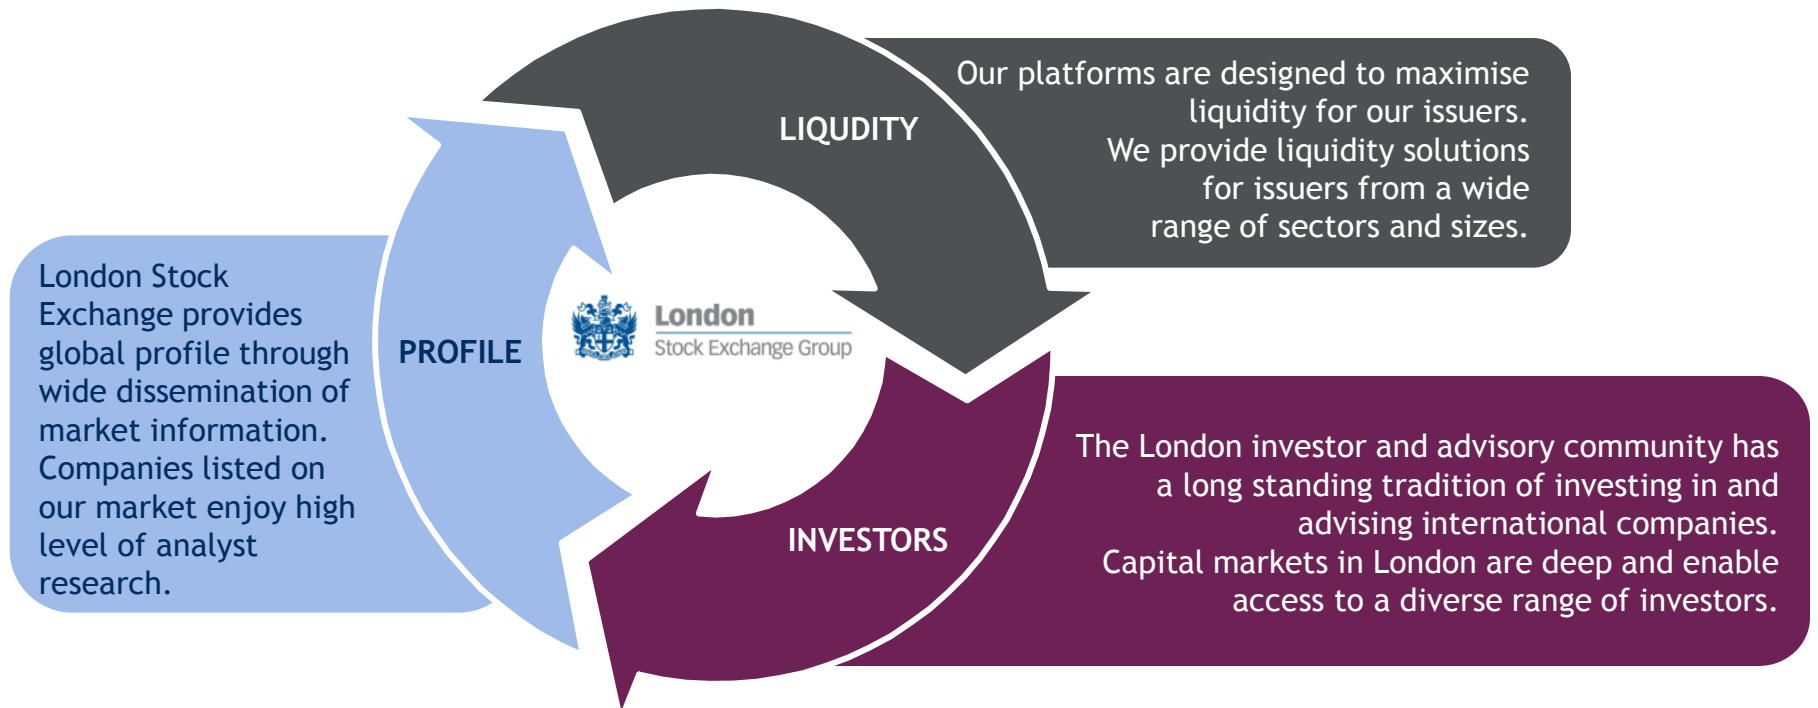 LIQUDITY
Our platforms are designed to maximise
liquidity for our issuers.
We provide liquidity solutions
for issuers from a wide
range of sectors and sizes.
London Stock
Exchange provides
global profile through
wide dissemination of
market information.
Companies listed on
our market enjoy high
level of analyst
research.
PROFILE
London
Stock Exchange Group
INVESTORS
The London investor and advisory community has
a long standing tradition of investing in and
advising international companies.
Capital markets in London are deep and enable
access to a diverse range of investors.